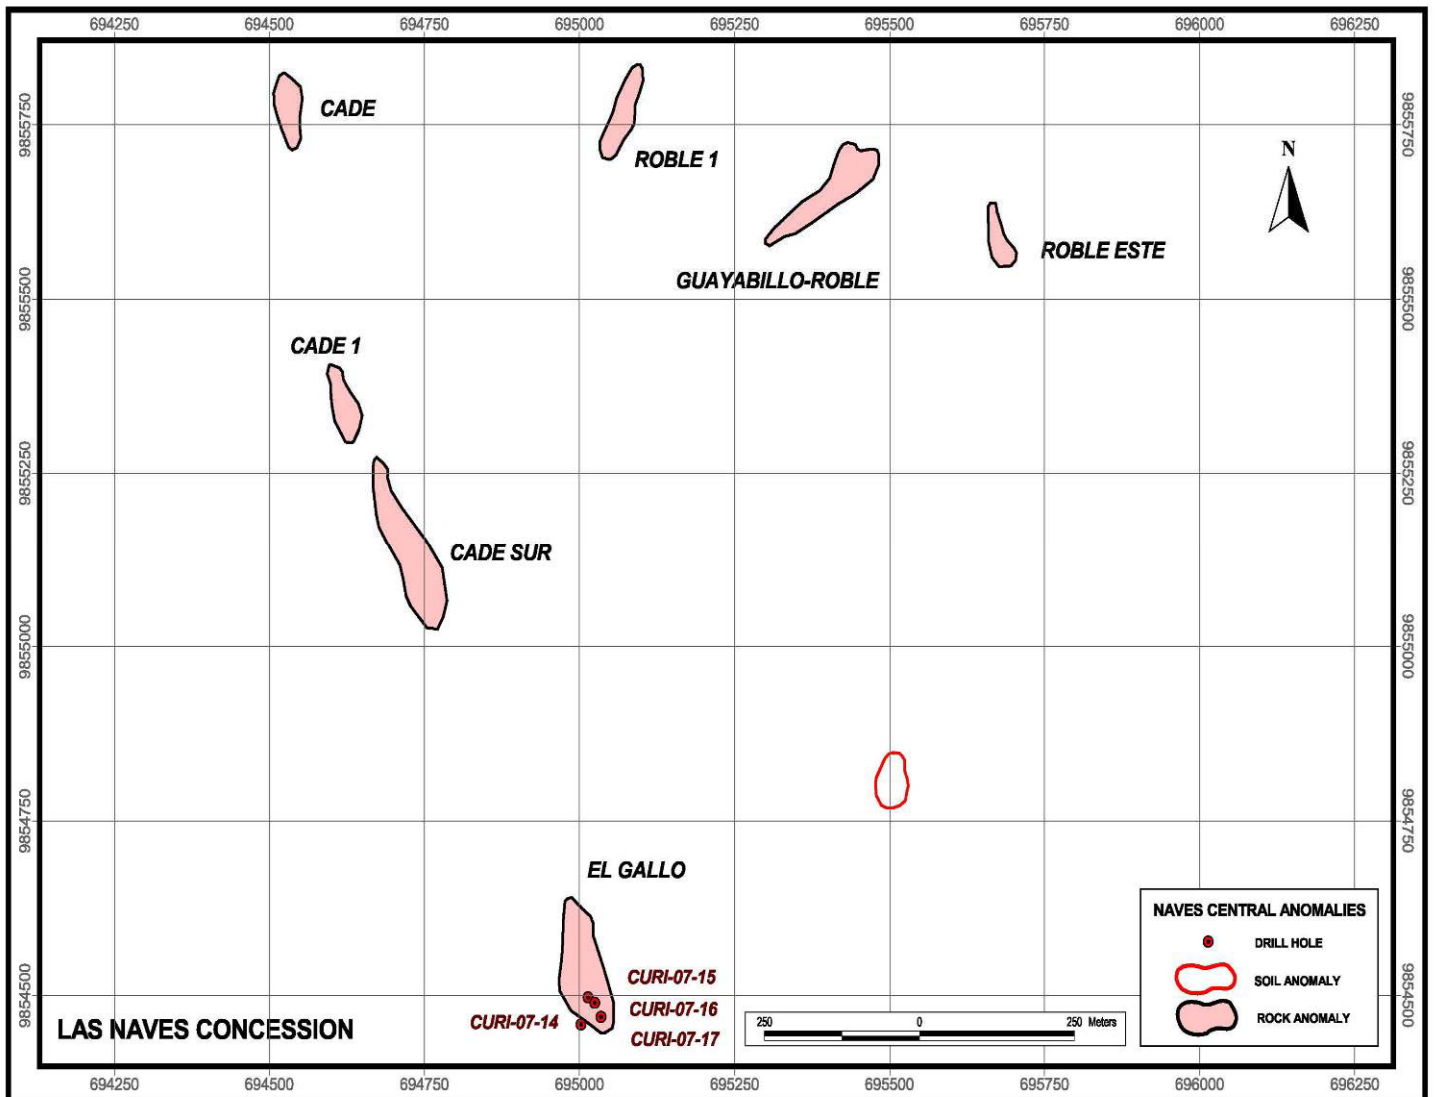 694250 694500 694750 695000 695250 695500 695750 696000 696250
9855750
9855500
9855250
9855000
9854750
9854500
CADE
ROBLE 1
N
GUAYABILLO-ROBLE
ROBLE ESTE
CADE 1
CADE SUR
EL GALLO
CURI-07-15
CURI-07-16
CURI-07-14
CURI-07-17
LAS NAVES CONCESSION
250 0 250 Meters
NAVES CENTRAL ANOMALIES
DRILL HOLE
SOIL ANOMALY
ROCK ANOMALY
9855750
9855500
9855250
9855000
9854750
9854500
694250 694500 694750 695000 695250 695500 695750 696000 696250